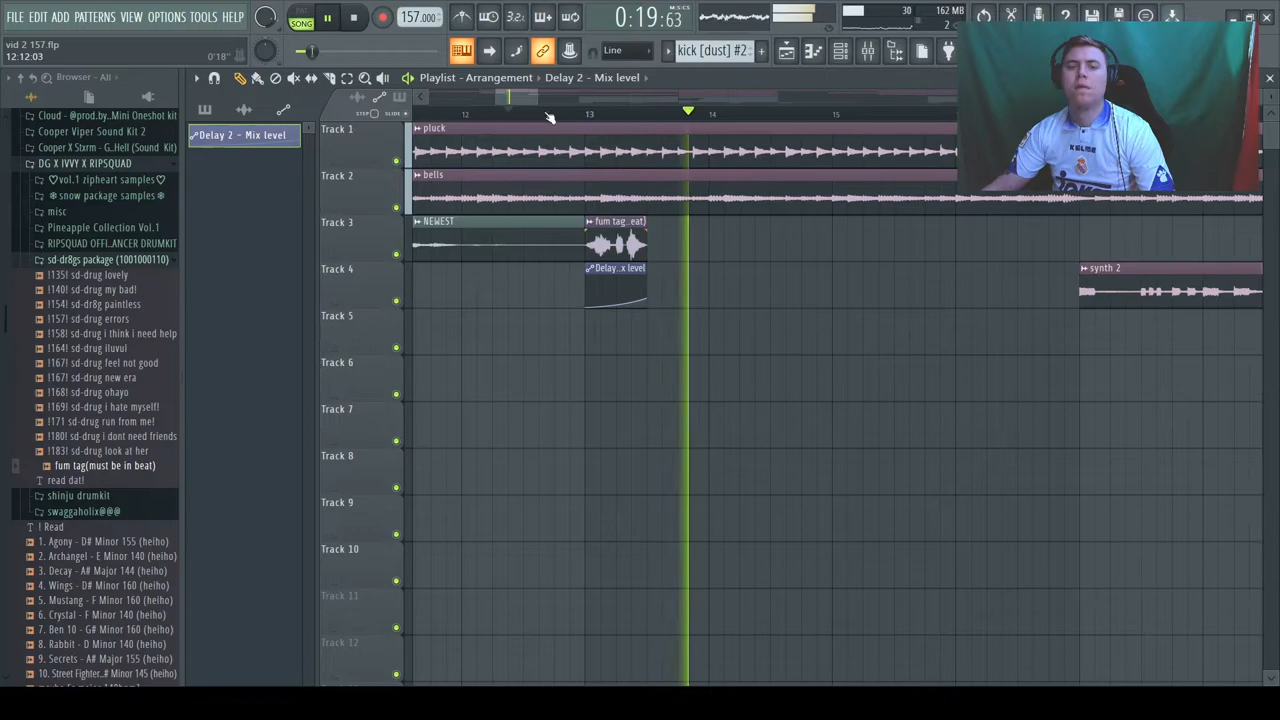 FILE EDIT ADD PATTERNS VIEW OPTIONS TOOLS HELP
PAT
SONG
157.000
3.2
0:19:63
30
162 MB
2
vid 2 157.flp
12:12:03
0'18"
Line
kick [dust] #2
Browser - All
Playlist - Arrangement
Delay 2 - Mix level
STEP
SLIDE
12
13
14
15
Cloud - @prod.by..Mini Oneshot kit
Cooper Viper Sound Kit 2
Cooper X Storm - G..Hell (Sound Kit)
DG X IVVY X RIPSQUAD
♡vol.1 zipheart samples♡
❄ snow package samples ❄
misc
Pineapple Collection Vol.1
RIPSQUAD OFFI..ANCER DRUMKIT
sd-dr8gs package (1001000110)
!135! sd-drug lovely
!140! sd-drug my bad!
!154! sd-dr8g paintless
!157! sd-drug errors
!158! sd-drug i think i need help
!164! sd-drug iluvu!
!167! sd-drug feel not good
!167! sd-drug new era
!168! sd-drug ohayo
!169! sd-drug i hate myself!
!171 sd-drug run from me!
!180! sd-drug i dont need friends
!183! sd-drug look at her
fum tag(must be in beat)
read dat!
shinju drumkit
swaggaholix@@@
! Read
1. Agony - D# Minor 155 (heiho)
2. Archangel - E Minor 140 (heiho)
3. Decay - A# Major 144 (heiho)
4. Wings - D# Minor 160 (heiho)
5. Mustang - F Minor 160 (heiho)
6. Crystal - F Minor 140 (heiho)
7. Ben 10 - G# Minor 160 (heiho)
8. Rabbit - D Minor 140 (heiho)
9. Secrets - A# Major 155 (heiho)
10. Street Fighter..# Minor 145 (heiho)
Delay 2 - Mix level
Track 1
pluck
Track 2
bells
Track 3
NEWEST
fum tag..eat)
Track 4
Delay..x level
synth 2
Track 5
Track 6
Track 7
Track 8
Track 9
Track 10
Track 11
Track 12
KELME